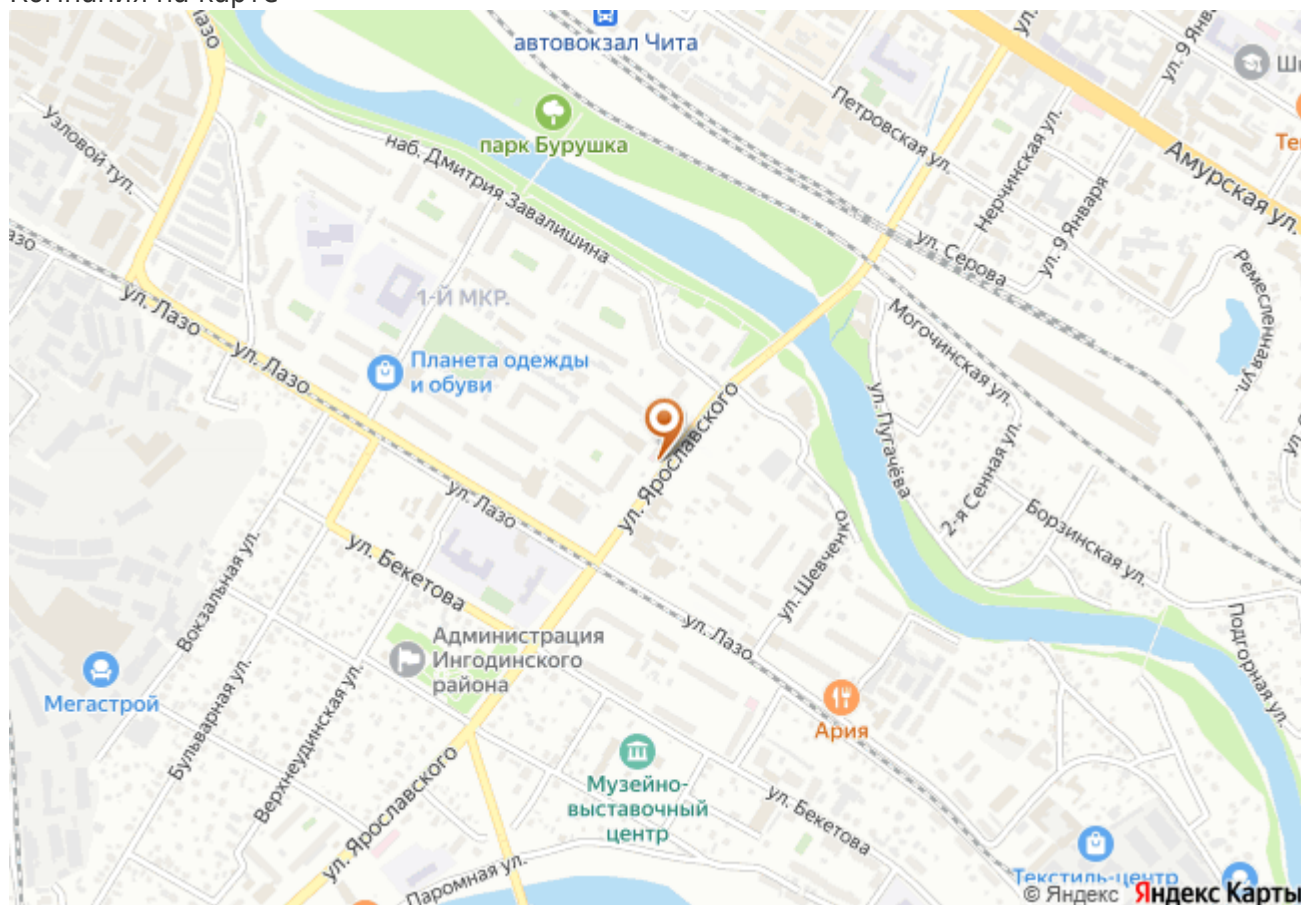 Компания на карте
автовокзал Чита
Петровская ул.
ул. 9 Января
Узловой туп.
парк Бурушка
наб. Дмитрия Завалишина
Нерчинская ул.
ул. 9 Января
Амурская ул.
ул. Серова
Ремесленная ул.
1-Й МКР.
ул. Лазо
ул. Лазо
Могочинская ул.
Планета одежды
и обуви
ул. Ярославского
ул. Пугачёва
2-я Сенная ул.
ул. Лазо
Борзинская ул.
ул. Бекетова
Вокзальная ул.
ул. Шевченко
Администрация
Ингодинского
района
ул. Лазо
Подгорная ул.
Мегастрой
Бульварная ул.
Верхнеудинская ул.
Ария
Музейно-
выставочный
центр
ул. Бекетова
ул. Ярославского
Паромная ул.
Текстиль-центр
© Яндекс Яндекс Карты